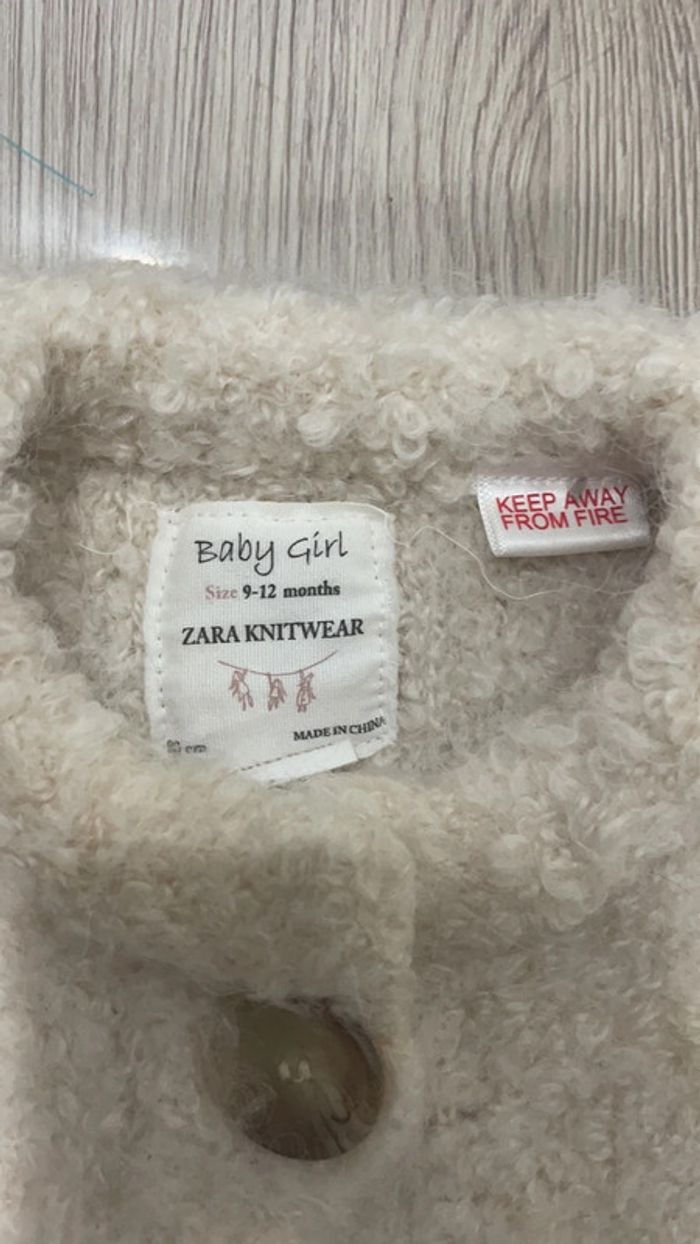 Baby Girl
Size 9-12 months
ZARA KNITWEAR
MADE IN CHINA
KEEP AWAY
FROM FIRE